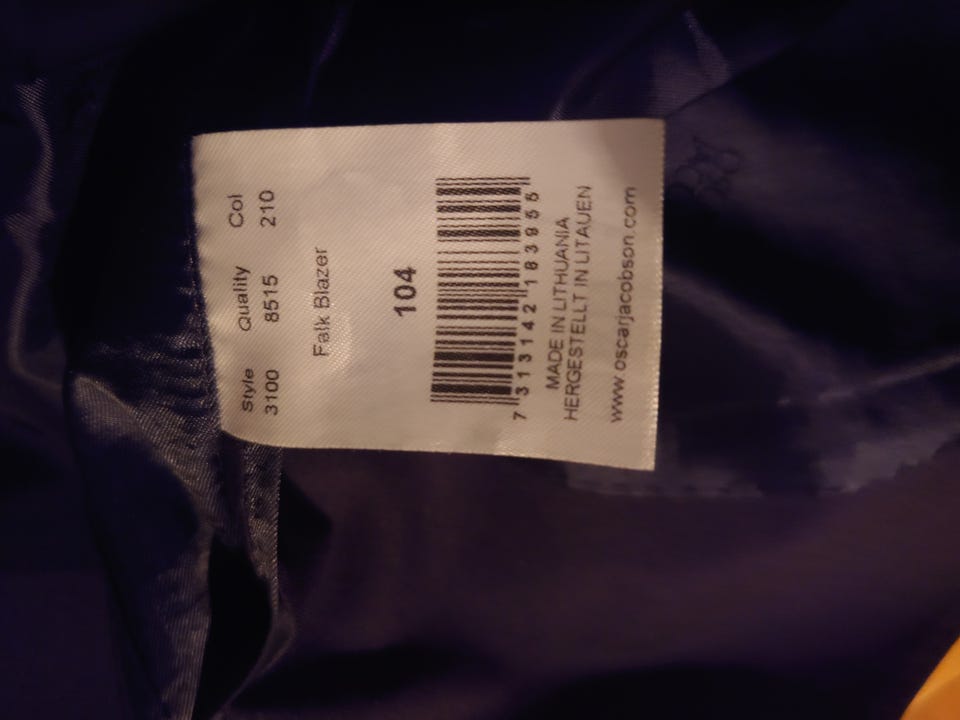 Style Quality Col
3100 8515 210
Falk Blazer
104
7 313142 183955
MADE IN LITHUANIA
HERGESTELLT IN LITAUEN
www.oscarjacobson.com